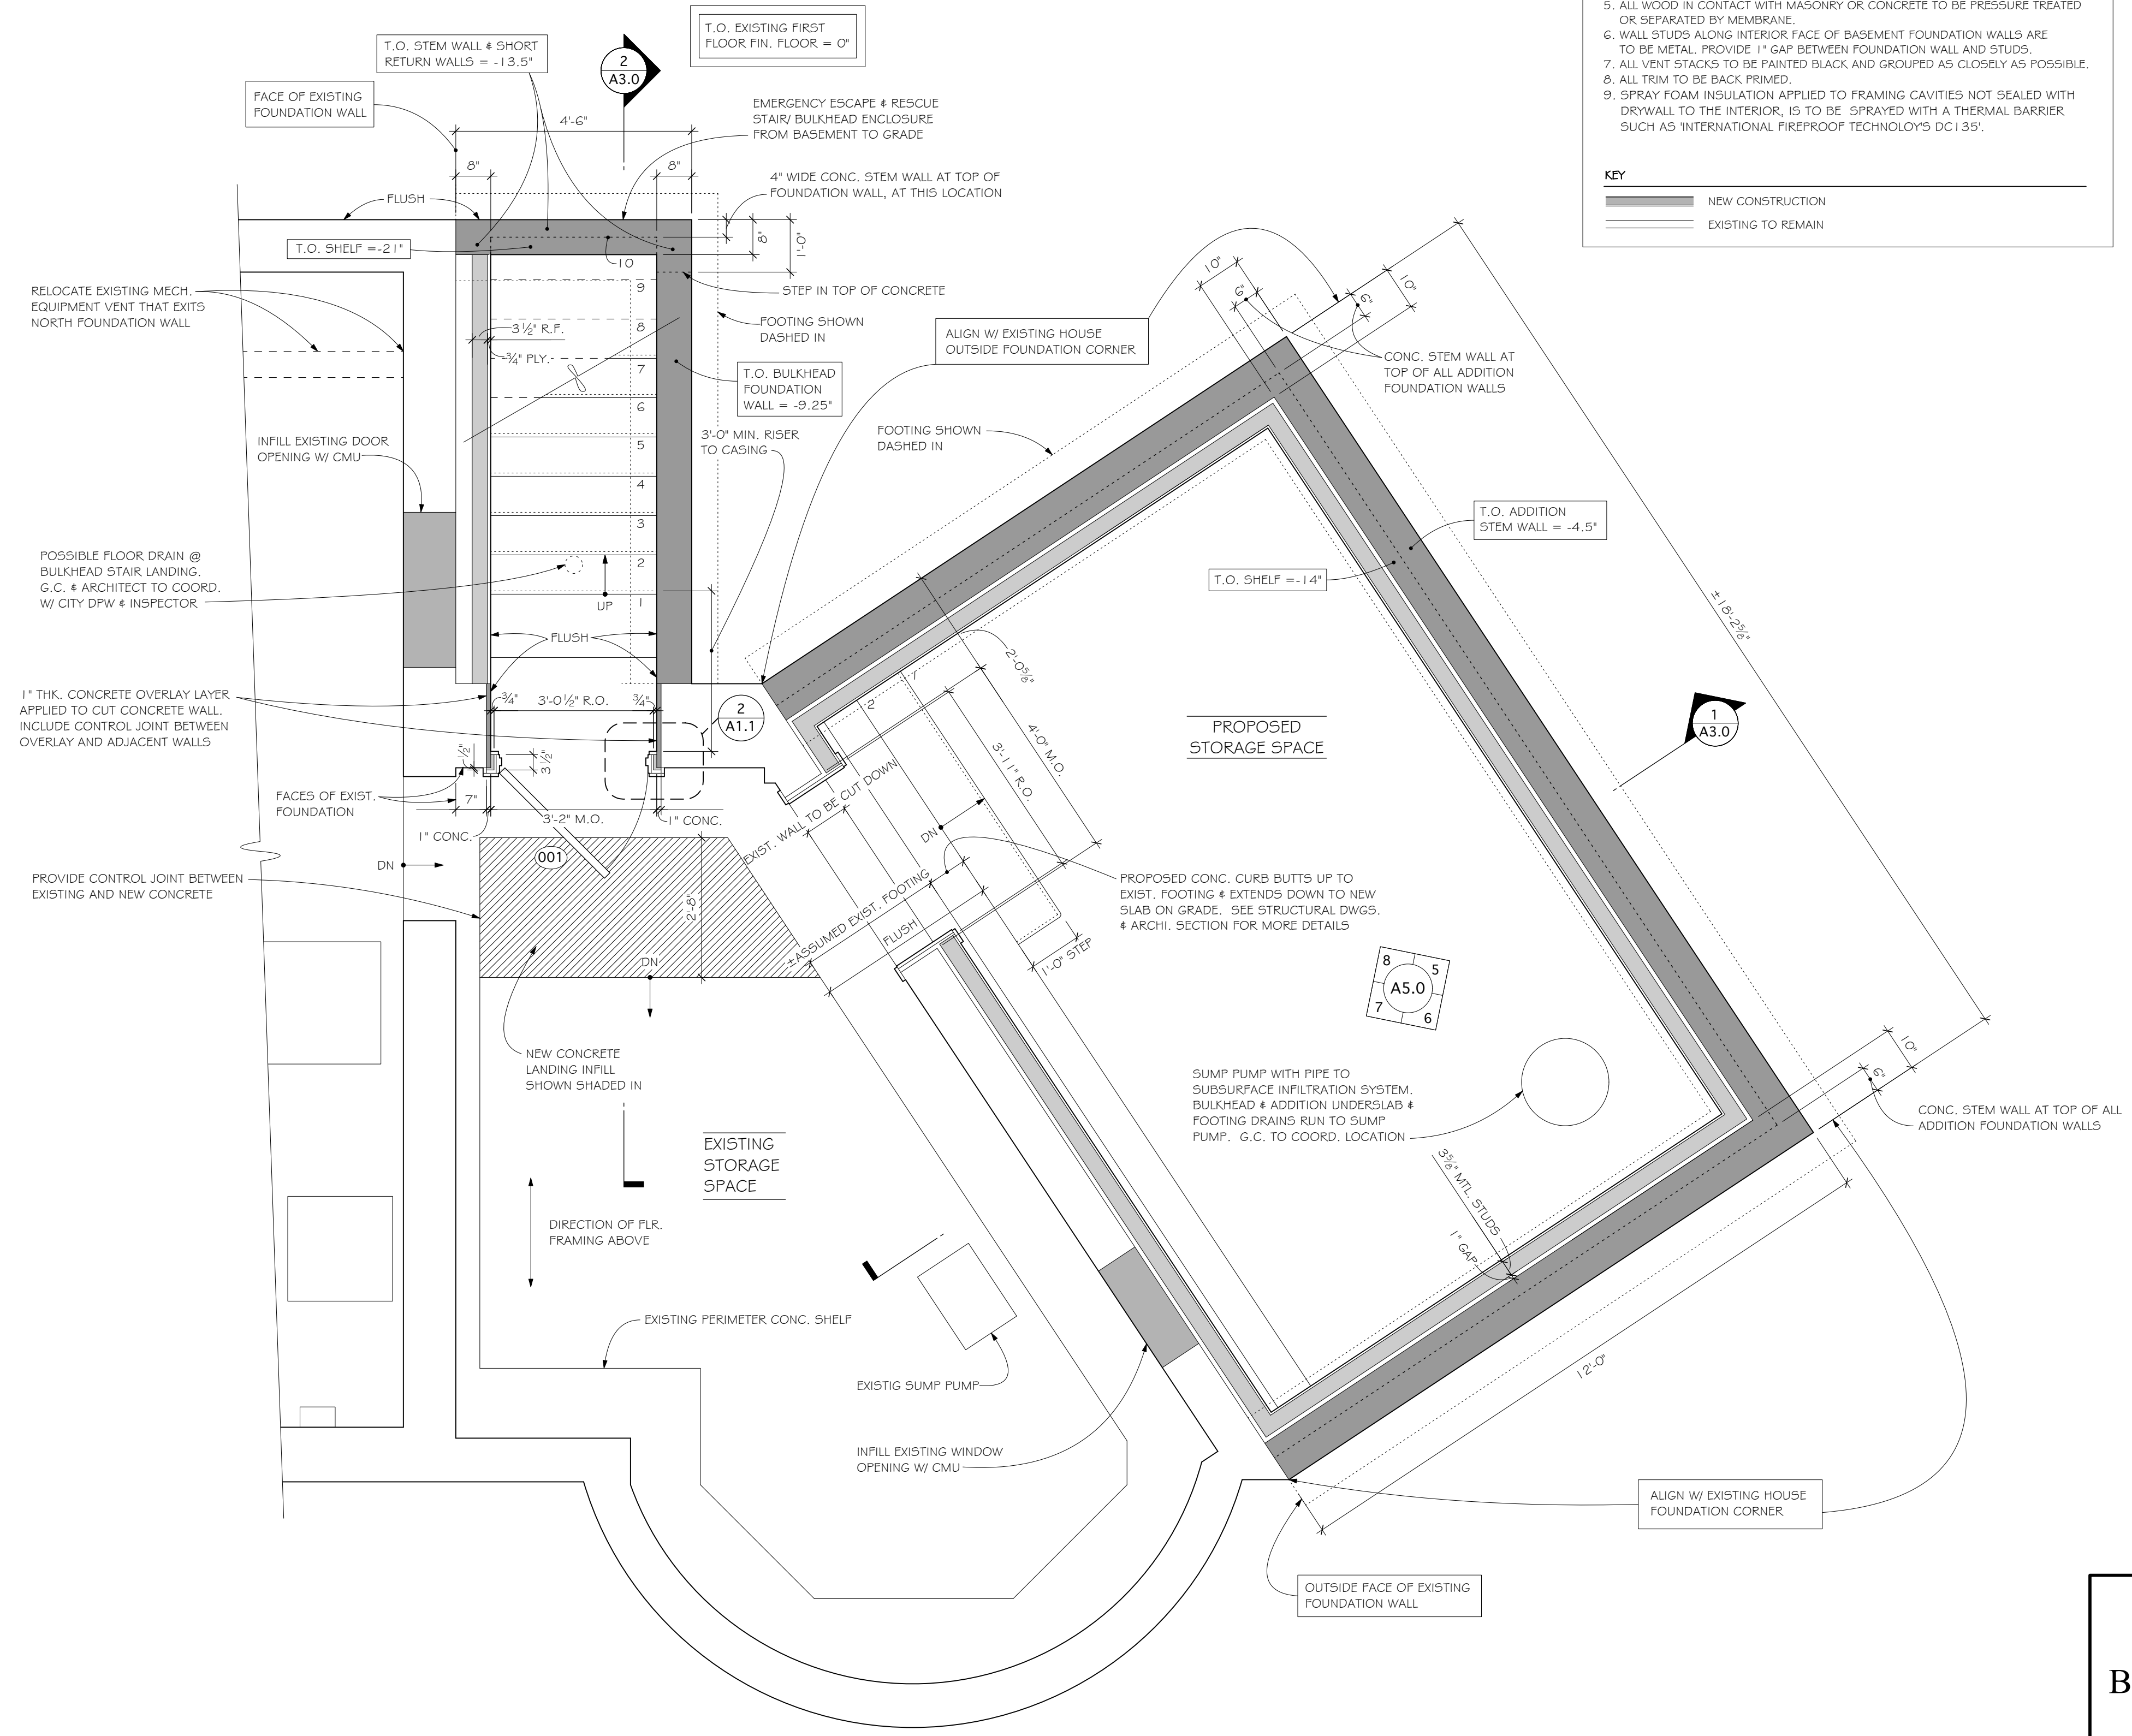 T.O. EXISTING FIRST
FLOOR FIN. FLOOR = 0"
T.O. STEM WALL & SHORT
RETURN WALLS = -13.5"
2
A3.0
FACE OF EXISTING
FOUNDATION WALL
4'-6"
EMERGENCY ESCAPE & RESCUE
STAIR/ BULKHEAD ENCLOSURE
FROM BASEMENT TO GRADE
8"
8"
4" WIDE CONC. STEM WALL AT TOP OF
FOUNDATION WALL, AT THIS LOCATION
FLUSH
T.O. SHELF =-21"
10
8"
1'-0"
RELOCATE EXISTING MECH.
EQUIPMENT VENT THAT EXITS
NORTH FOUNDATION WALL
9
STEP IN TOP OF CONCRETE
8
3 1/2" R.F.
3/4" PLY.
FOOTING SHOWN
DASHED IN
7
T.O. BULKHEAD
FOUNDATION
WALL = -9.25"
6
INFILL EXISTING DOOR
OPENING W/ CMU
5
3'-0" MIN. RISER
TO CASING
4
3
2
1
UP
POSSIBLE FLOOR DRAIN @
BULKHEAD STAIR LANDING.
G.C. & ARCHITECT TO COORD.
W/ CITY DPW & INSPECTOR
FLUSH
1" THK. CONCRETE OVERLAY LAYER
APPLIED TO CUT CONCRETE WALL.
INCLUDE CONTROL JOINT BETWEEN
OVERLAY AND ADJACENT WALLS
3/4"
3'-0 1/2" R.O.
3/4"
2
A1.1
1/2"
3 1/2"
FACES OF EXIST.
FOUNDATION
7"
1" CONC.
3'-2" M.O.
1" CONC.
001
DN
PROVIDE CONTROL JOINT BETWEEN
EXISTING AND NEW CONCRETE
2'-8"
DN
NEW CONCRETE
LANDING INFILL
SHOWN SHADED IN
EXISTING
STORAGE
SPACE
DIRECTION OF FLR.
FRAMING ABOVE
EXISTING PERIMETER CONC. SHELF
EXISTIG SUMP PUMP
INFILL EXISTING WINDOW
OPENING W/ CMU
ALIGN W/ EXISTING HOUSE
OUTSIDE FOUNDATION CORNER
FOOTING SHOWN
DASHED IN
10"
6"
6"
10"
CONC. STEM WALL AT
TOP OF ALL ADDITION
FOUNDATION WALLS
T.O. ADDITION
STEM WALL = -4.5"
T.O. SHELF =-14"
±18'-2 5/8"
1
2
2'-0 5/8"
4'-0" M.O.
3'-11" R.O.
DN
EXIST. WALL TO BE CUT DOWN
±ASSUMED EXIST. FOOTING
FLUSH
1'-0" STEP
PROPOSED
STORAGE SPACE
1
A3.0
PROPOSED CONC. CURB BUTTS UP TO
EXIST. FOOTING & EXTENDS DOWN TO NEW
SLAB ON GRADE. SEE STRUCTURAL DWGS.
& ARCHI. SECTION FOR MORE DETAILS
8
5
A5.0
7
6
SUMP PUMP WITH PIPE TO
SUBSURFACE INFILTRATION SYSTEM.
BULKHEAD & ADDITION UNDERSLAB &
FOOTING DRAINS RUN TO SUMP
PUMP. G.C. TO COORD. LOCATION
3 5/8" MTL. STUDS
1" GAP
10"
6"
CONC. STEM WALL AT TOP OF ALL
ADDITION FOUNDATION WALLS
12'-0"
ALIGN W/ EXISTING HOUSE
FOUNDATION CORNER
OUTSIDE FACE OF EXISTING
FOUNDATION WALL
5. ALL WOOD IN CONTACT WITH MASONRY OR CONCRETE TO BE PRESSURE TREATED
OR SEPARATED BY MEMBRANE.
6. WALL STUDS ALONG INTERIOR FACE OF BASEMENT FOUNDATION WALLS ARE
TO BE METAL. PROVIDE 1" GAP BETWEEN FOUNDATION WALL AND STUDS.
7. ALL VENT STACKS TO BE PAINTED BLACK AND GROUPED AS CLOSELY AS POSSIBLE.
8. ALL TRIM TO BE BACK PRIMED.
9. SPRAY FOAM INSULATION APPLIED TO FRAMING CAVITIES NOT SEALED WITH
DRYWALL TO THE INTERIOR, IS TO BE SPRAYED WITH A THERMAL BARRIER
SUCH AS 'INTERNATIONAL FIREPROOF TECHNOLOY'S DC135'.
KEY
NEW CONSTRUCTION
EXISTING TO REMAIN
B